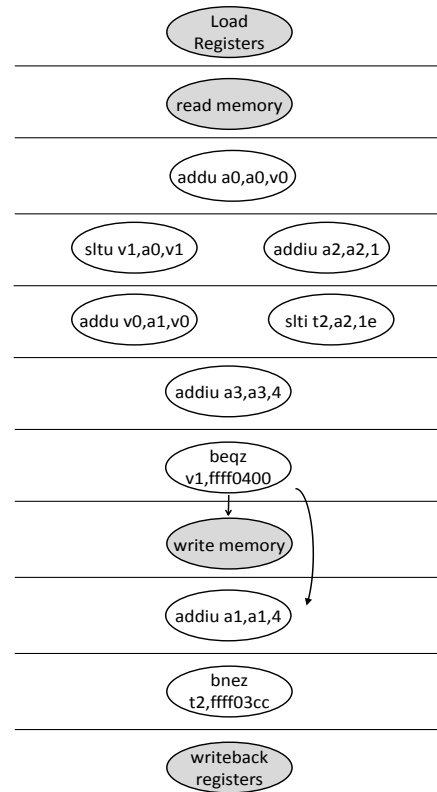 Load
Registers
read memory
addu a0,a0,v0
sltu v1,a0,v1
addiu a2,a2,1
addu v0,a1,v0
slti t2,a2,1e
addiu a3,a3,4
beqz
v1,ffff0400
write memory
addiu a1,a1,4
bnez
t2,ffff03cc
writeback
registers